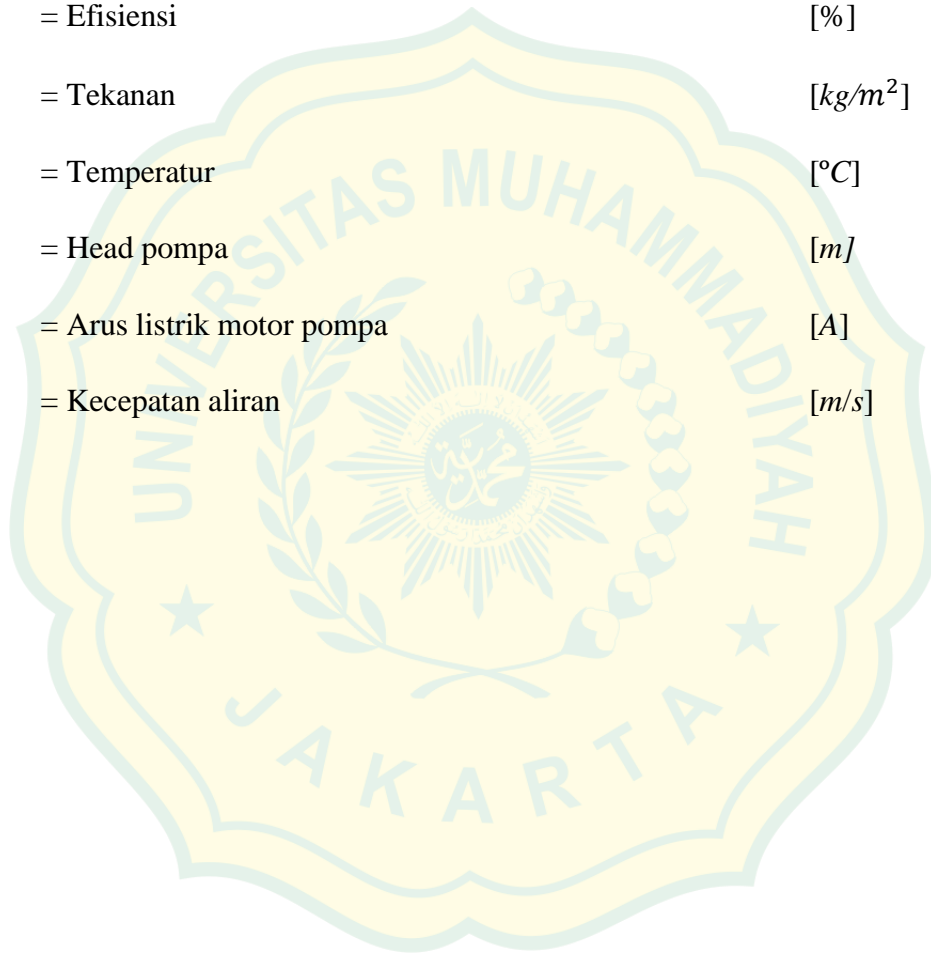 = Efisiensi [%]
= Tekanan [kg/m²]
= Temperatur [°C]
= Head pompa [m]
= Arus listrik motor pompa [A]
= Kecepatan aliran [m/s]
UNIVERSITAS MUHAMMADIYAH
JAKARTA